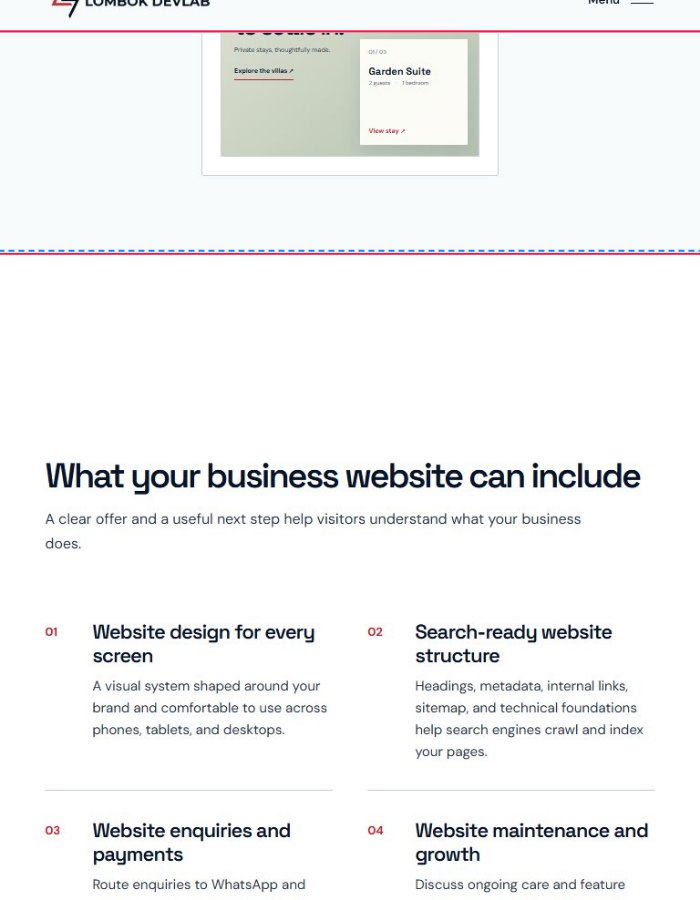 LOMBOK DEVLAB
Menu
Private stays, thoughtfully made.
Explore the villas ↗
01 / 03
Garden Suite
2 guests 1 bedroom
View stay ↗
What your business website can include
A clear offer and a useful next step help visitors understand what your business
does.
01
Website design for every
screen
A visual system shaped around your
brand and comfortable to use across
phones, tablets, and desktops.
02
Search-ready website
structure
Headings, metadata, internal links,
sitemap, and technical foundations
help search engines crawl and index
your pages.
03
Website enquiries and
payments
Route enquiries to WhatsApp and
04
Website maintenance and
growth
Discuss ongoing care and feature